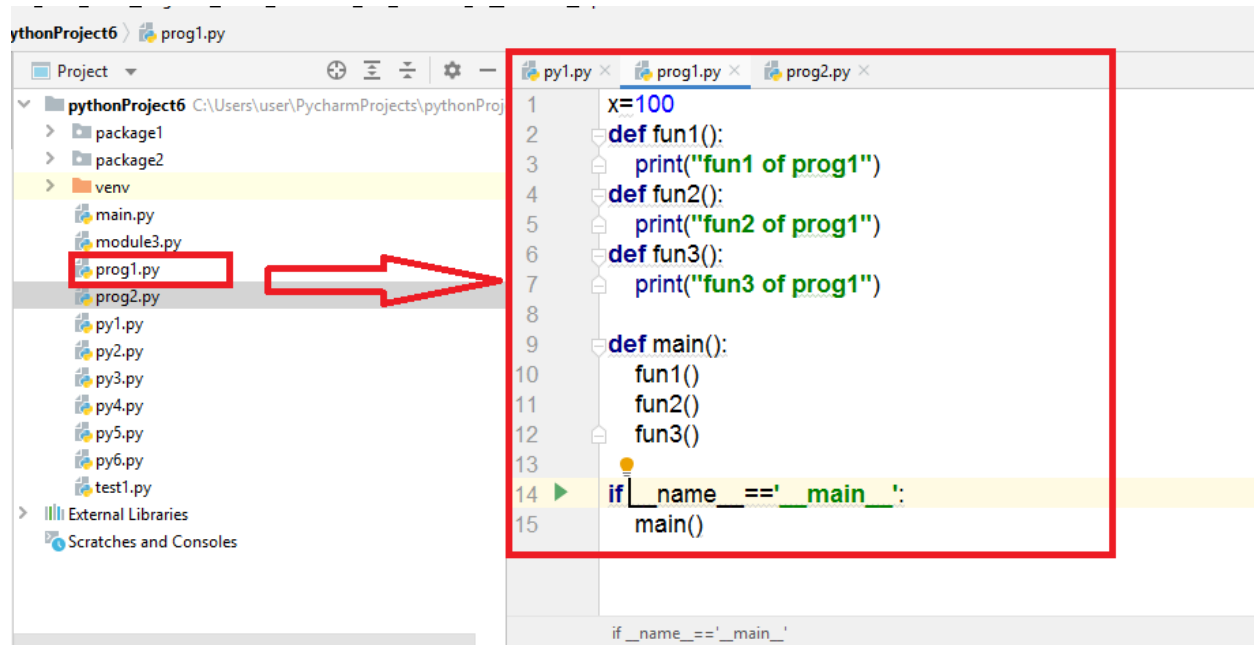 ythonProject6 〉 prog1.py
Project
pythonProject6 C:\Users\user\PycharmProjects\pythonProj
package1
package2
venv
main.py
module3.py
prog1.py
prog2.py
py1.py
py2.py
py3.py
py4.py
py5.py
py6.py
test1.py
External Libraries
Scratches and Consoles
py1.py × prog1.py × prog2.py ×
1 x=100
2 def fun1():
3 print("fun1 of prog1")
4 def fun2():
5 print("fun2 of prog1")
6 def fun3():
7 print("fun3 of prog1")
8
9 def main():
10 fun1()
11 fun2()
12 fun3()
13
14 if __name__=='__main__':
15 main()
if __name__=='__main__'